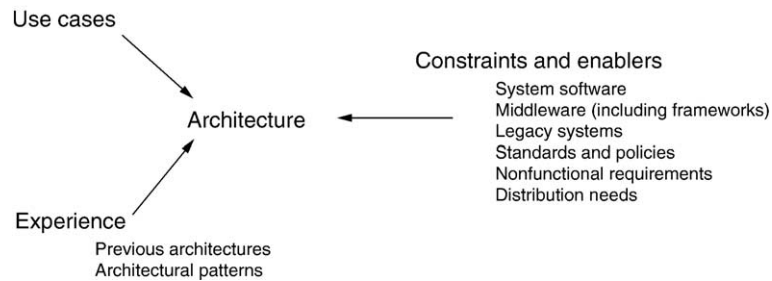 Use cases
Constraints and enablers
System software
Middleware (including frameworks)
Legacy systems
Standards and policies
Nonfunctional requirements
Distribution needs
Architecture
Experience
Previous architectures
Architectural patterns